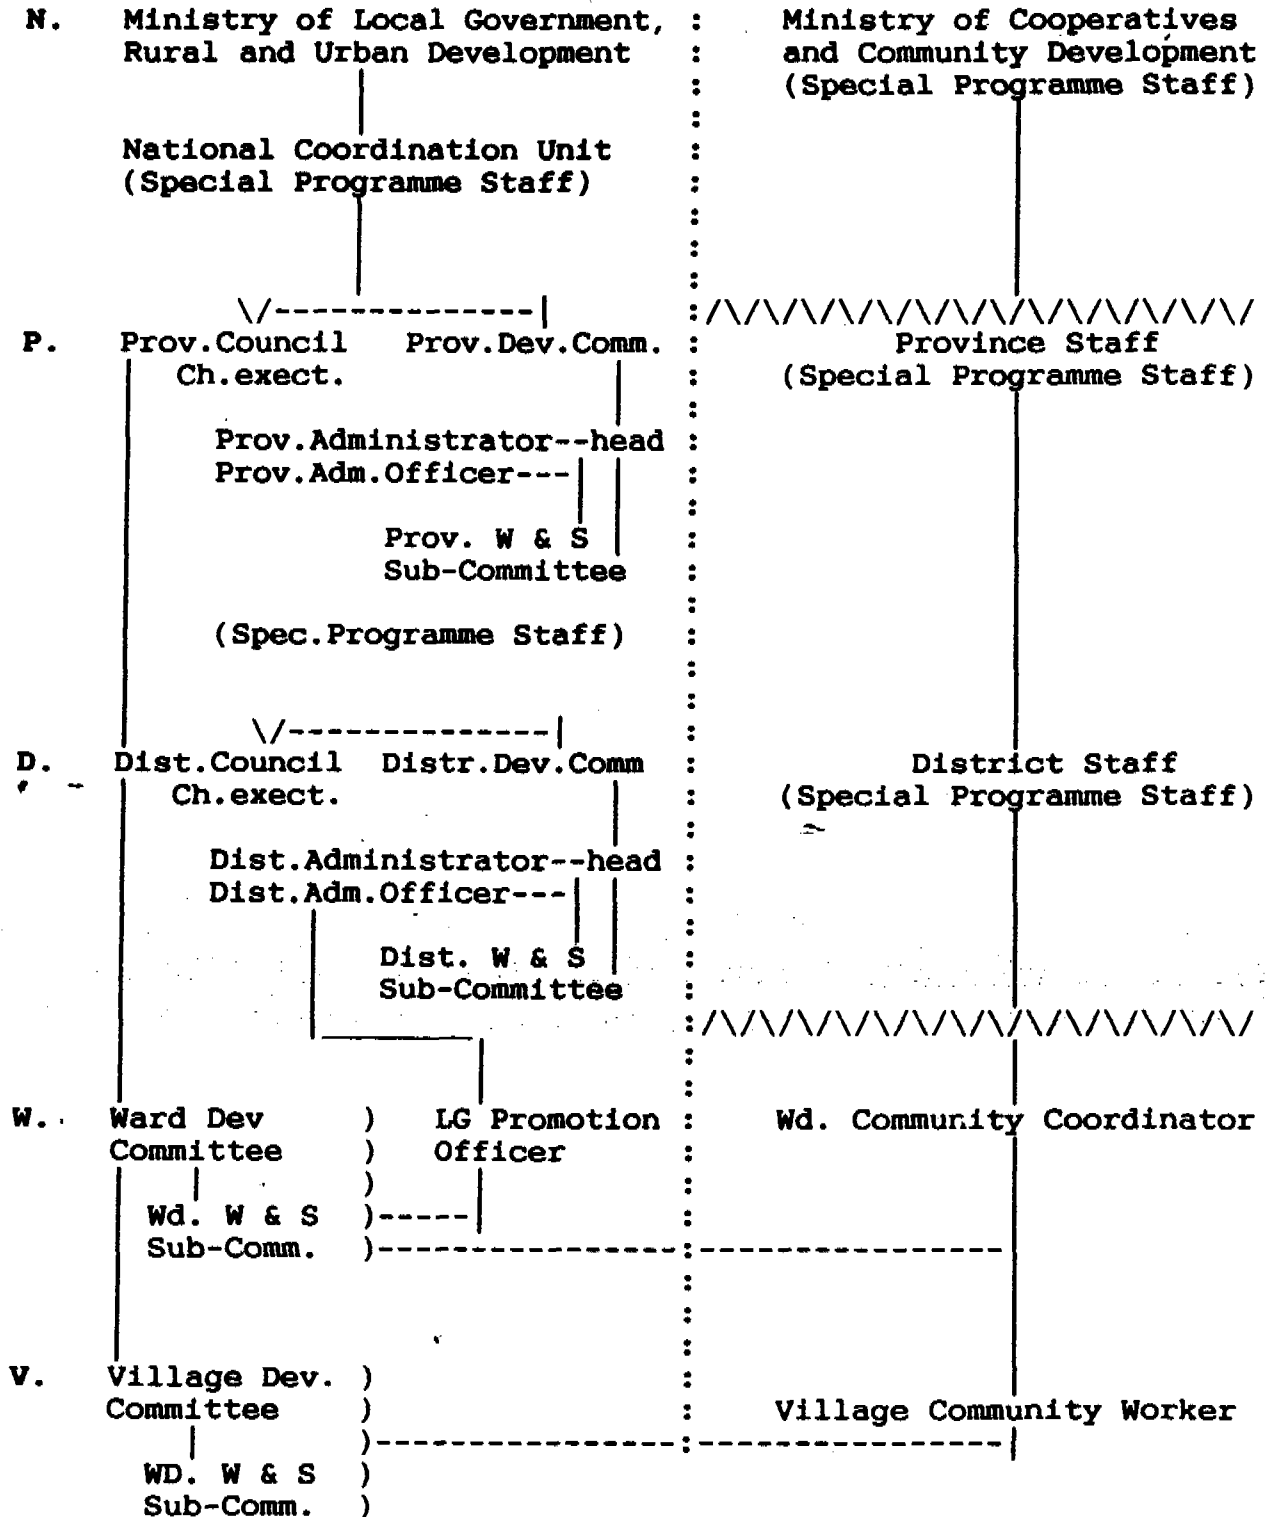 N. Ministry of Local Government, : Ministry of Cooperatives
Rural and Urban Development : and Community Development
: (Special Programme Staff)
National Coordination Unit :
(Special Programme Staff) :
\/--------------| :/\/\/\/\/\/\/\/\/\/\/\/\/\/\/
P. Prov.Council Prov.Dev.Comm. : Province Staff
Ch.exect. : (Special Programme Staff)
Prov.Administrator--head :
Prov.Adm.Officer---| :
Prov. W & S :
Sub-Committee :
(Spec.Programme Staff) :
\/--------------| :
D. Dist.Council Distr.Dev.Comm : District Staff
Ch.exect. : (Special Programme Staff)
Dist.Administrator--head :
Dist.Adm.Officer---| :
Dist. W & S :
Sub-Committee :
:/\/\/\/\/\/\/\/\/\/\/\/\/\/\/
W. Ward Dev ) LG Promotion : Wd. Community Coordinator
Committee ) Officer :
) :
Wd. W & S )-----| :
Sub-Comm. )----------------:----------------
V. Village Dev. ) :
Committee ) : Village Community Worker
)----------------:----------------|
WD. W & S )
Sub-Comm. )